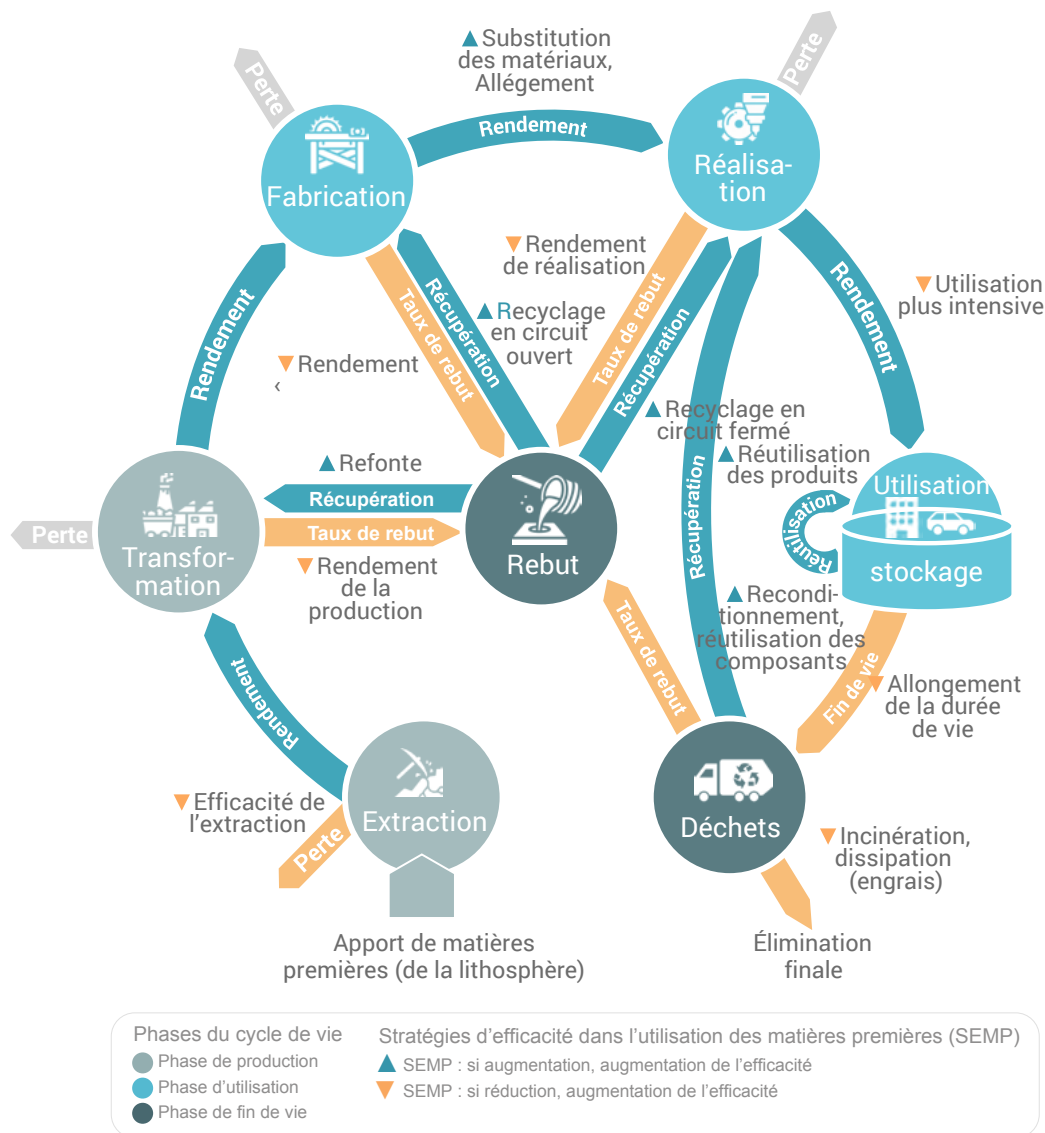 ▲ Substitution
des matériaux,
Allégement
Perte
Perte
Rendement
Fabrication
Réalisa-
tion
▼ Rendement
de réalisation
▼ Utilisation
plus intensive
Rendement
Rendement
Taux de rebut
Récupération
▲ Recyclage
en circuit
ouvert
Taux de rebut
Récupération
▼ Rendement
‹
▲ Recyclage en
circuit fermé
▲ Refonte
▲ Réutilisation
des produits
Récupération
Taux de rebut
Perte
Transfor-
mation
Rebut
Récupération
Réutilisation
Utilisation
stockage
▼ Rendement
de la
production
▲ Recondi-
tionnement,
réutilisation des
composants
Taux de rebut
Fin de vie
▼ Allongement
de la durée
de vie
Rendement
▼ Efficacité de
l'extraction
Perte
Extraction
Déchets
▼ Incinération,
dissipation
(engrais)
Apport de matières
premières (de la lithosphère)
Élimination
finale
Phases du cycle de vie
Phase de production
Phase d'utilisation
Phase de fin de vie
Stratégies d'efficacité dans l'utilisation des matières premières (SEMP)
▲ SEMP : si augmentation, augmentation de l'efficacité
▼ SEMP : si réduction, augmentation de l'efficacité